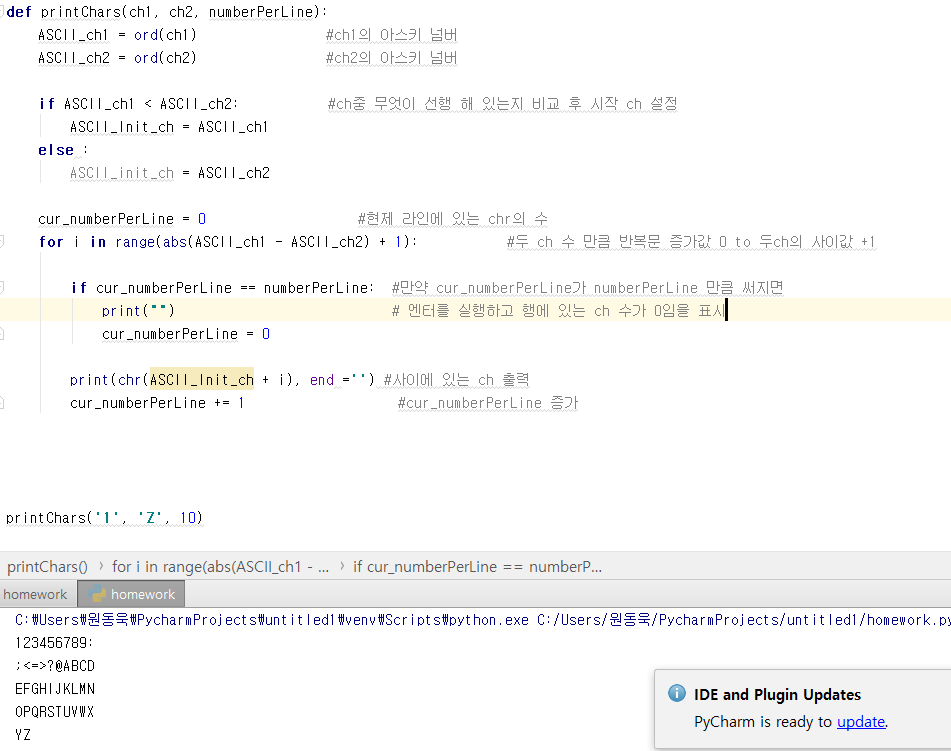 def printChars(ch1, ch2, numberPerLine):
ASCII_ch1 = ord(ch1) #ch1의 아스키 넘버
ASCII_ch2 = ord(ch2) #ch2의 아스키 넘버
if ASCII_ch1 < ASCII_ch2: #ch중 무엇이 선행 해 있는지 비교 후 시작 ch 설정
ASCII_Init_ch = ASCII_ch1
else :
ASCII_init_ch = ASCII_ch2
cur_numberPerLine = 0 #현제 라인에 있는 chr의 수
for i in range(abs(ASCII_ch1 - ASCII_ch2) + 1): #두 ch 수 만큼 반복문 증가값 0 to 두ch의 사이값 +1
if cur_numberPerLine == numberPerLine: #만약 cur_numberPerLine가 numberPerLine 만큼 써지면
print("") # 엔터를 실행하고 행에 있는 ch 수가 0임을 표시
cur_numberPerLine = 0
print(chr(ASCII_Init_ch + i), end ='') #사이에 있는 ch 출력
cur_numberPerLine += 1 #cur_numberPerLine 증가
printChars('1', 'Z', 10)
printChars() › for i in range(abs(ASCII_ch1 - ... › if cur_numberPerLine == numberP...
homework homework
C:₩Users₩원동욱₩PycharmProjects₩untitled1₩venv₩Scripts₩python.exe C:/Users/원동욱/PycharmProjects/untitled1/homework.py
123456789:
;<=>?@ABCD
EFGHIJKLMN
OPQRSTUVWX
YZ
IDE and Plugin Updates
PyCharm is ready to update.